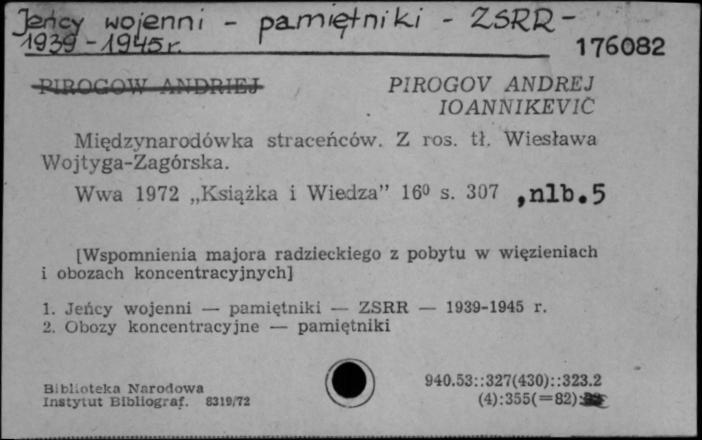 Jeńcy wojenni - pamiętniki - ZSRR -
1939-1945r.
176082
PIROGOW ANDRIEJ
PIROGOV ANDREJ
IOANNIKEVIČ
Międzynarodówka straceńców. Z ros. tł. Wiesława
Wojtyga-Zagórska.
Wwa 1972 „Książka i Wiedza” 16⁰ s. 307 ,nlb.5
[Wspomnienia majora radzieckiego z pobytu w więzieniach
i obozach koncentracyjnych]
1. Jeńcy wojenni — pamiętniki — ZSRR — 1939-1945 r.
2. Obozy koncentracyjne — pamiętniki
Biblioteka Narodowa
Instytut Bibliograf. 8319/72
940.53::327(430)::323.2
(4):355(=82):